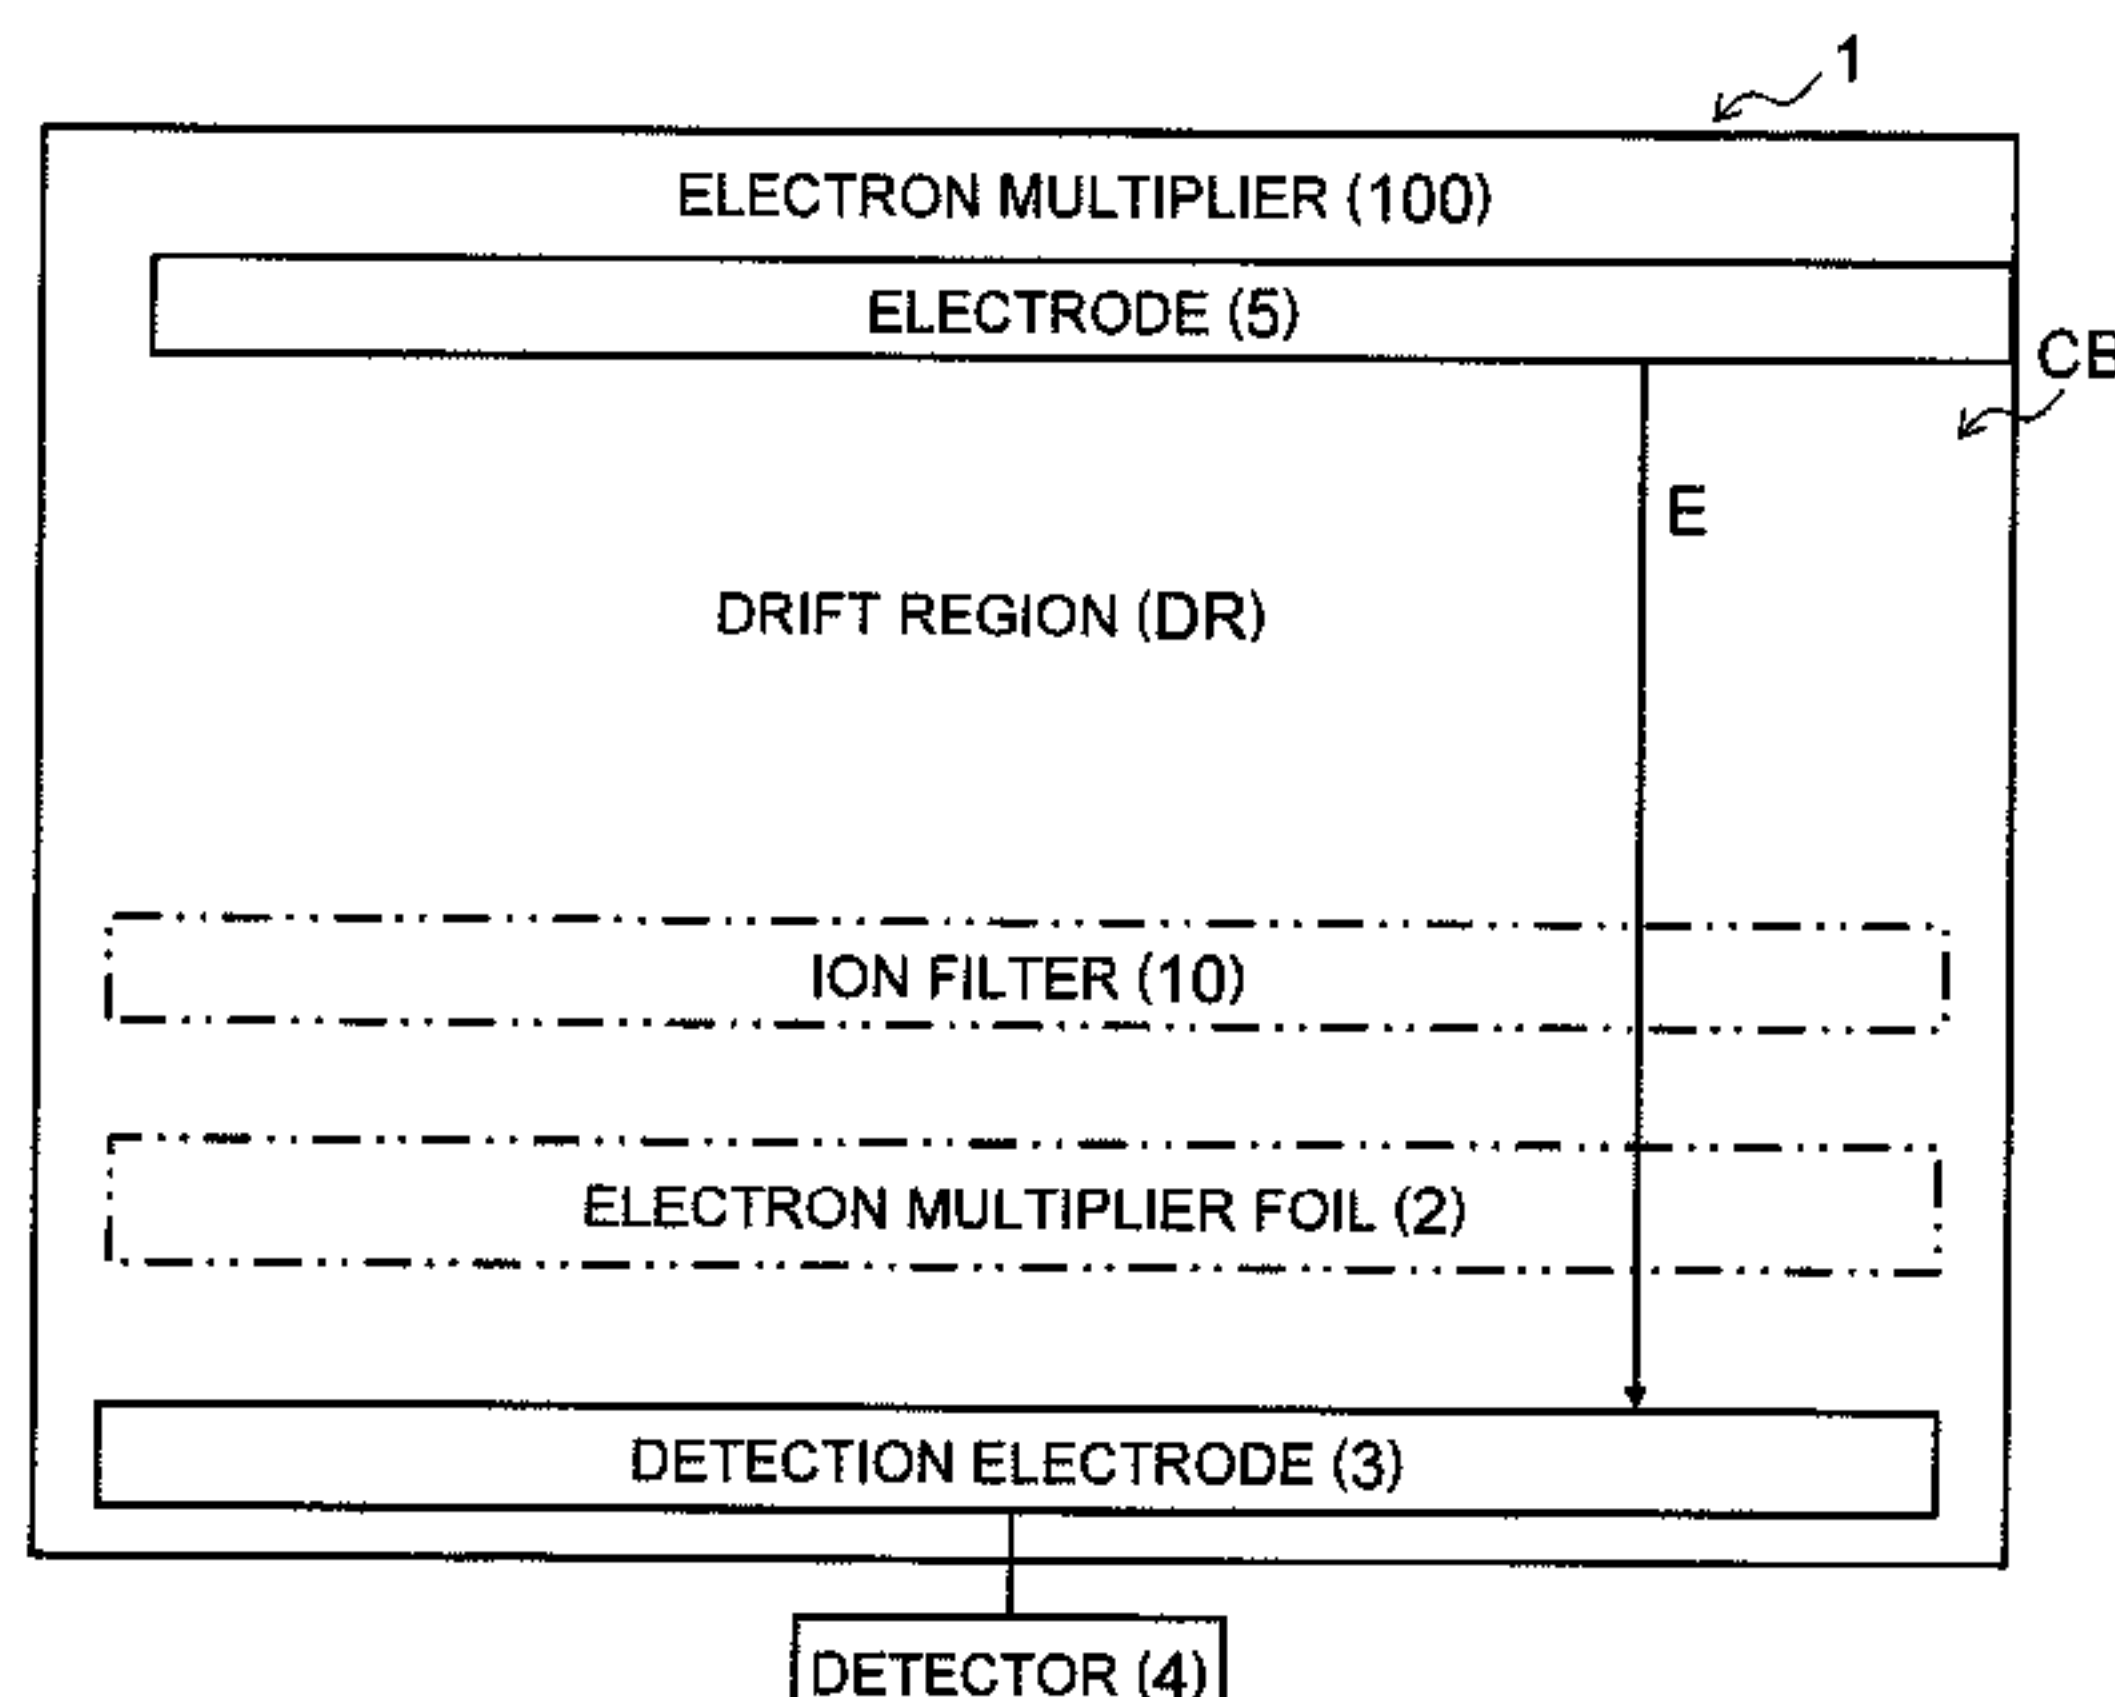 1
ELECTRON MULTIPLIER (100)
ELECTRODE (5)
CB
E
DRIFT REGION (DR)
ION FILTER (10)
ELECTRON MULTIPLIER FOIL (2)
DETECTION ELECTRODE (3)
DETECTOR (4)